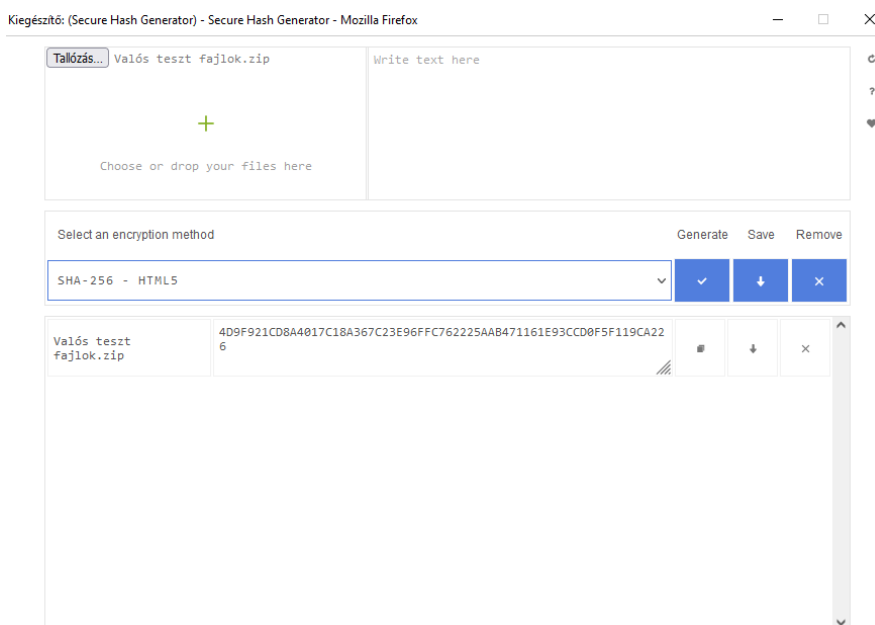 Kiegészítő: (Secure Hash Generator) - Secure Hash Generator - Mozilla Firefox
Tallózás... Valós teszt fajlok.zip
Write text here
Choose or drop your files here
Select an encryption method
Generate Save Remove
SHA-256 - HTML5
Valós teszt
fajlok.zip
4D9F921CD8A4017C18A367C23E96FFC762225AAB471161E93CCD0F5F119CA22
6